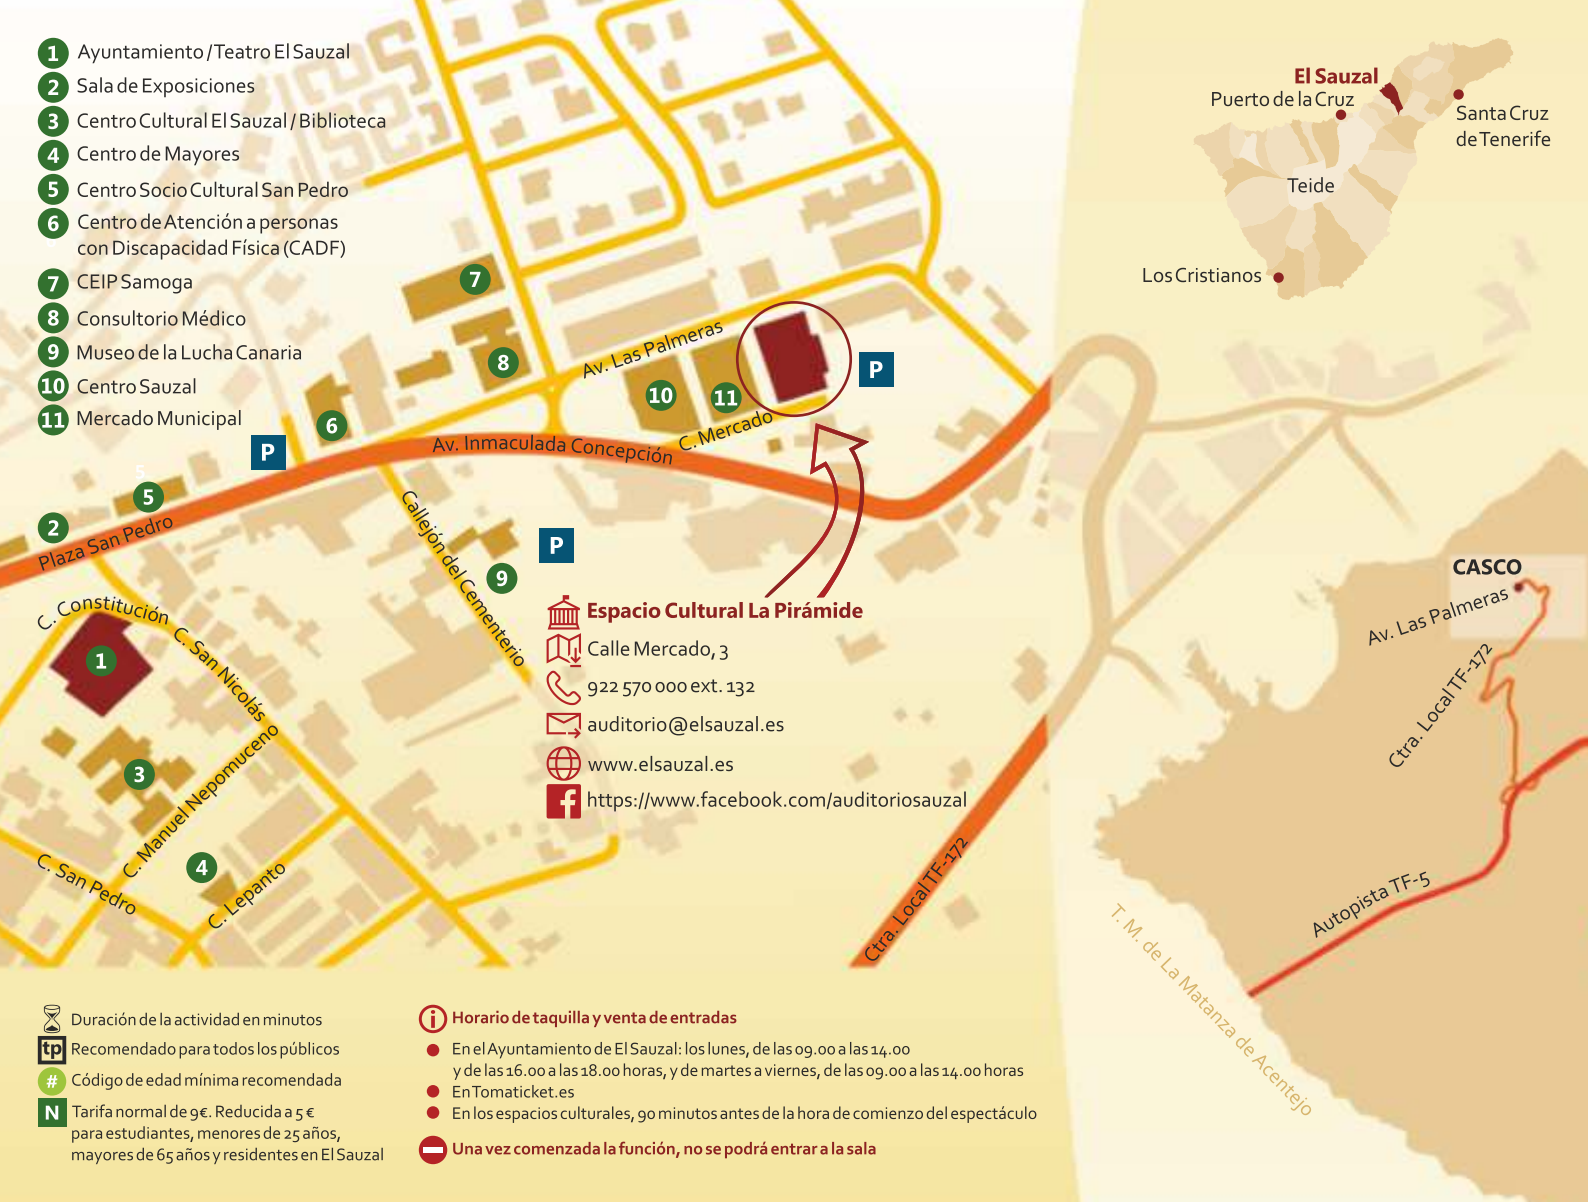 1 Ayuntamiento / Teatro El Sauzal
2 Sala de Exposiciones
3 Centro Cultural El Sauzal / Biblioteca
4 Centro de Mayores
5 Centro Socio Cultural San Pedro
6 Centro de Atención a personas
con Discapacidad Física (CADF)
7 CEIP Samoga
8 Consultorio Médico
9 Museo de la Lucha Canaria
10 Centro Sauzal
11 Mercado Municipal
El Sauzal
Puerto de la Cruz
Santa Cruz
de Tenerife
Teide
Los Cristianos
7
8
Av. Las Palmeras
10
11
P
C. Mercado
6
P
Av. Inmaculada Concepción
5
5
2
Plaza San Pedro
Callejón del Cementerio
P
9
C. Constitución
1
C. San Nicolás
3
C. Manuel Nepomuceno
4
C. San Pedro
C. Lepanto
Espacio Cultural La Pirámide
Calle Mercado, 3
922 570 000 ext. 132
auditorio@elsauzal.es
www.elsauzal.es
https://www.facebook.com/auditoriosauzal
Ctra. Local TF-172
CASCO
Av. Las Palmeras
Ctra. Local TF-172
Autopista TF-5
T. M. de La Matanza de Acentejo
Duración de la actividad en minutos
tp Recomendado para todos los públicos
# Código de edad mínima recomendada
N Tarifa normal de 9€. Reducida a 5 €
para estudiantes, menores de 25 años,
mayores de 65 años y residentes en El Sauzal
i Horario de taquilla y venta de entradas
En el Ayuntamiento de El Sauzal: los lunes, de las 09.00 a las 14.00
y de las 16.00 a las 18.00 horas, y de martes a viernes, de las 09.00 a las 14.00 horas
En Tomaticket.es
En los espacios culturales, 90 minutos antes de la hora de comienzo del espectáculo
Una vez comenzada la función, no se podrá entrar a la sala